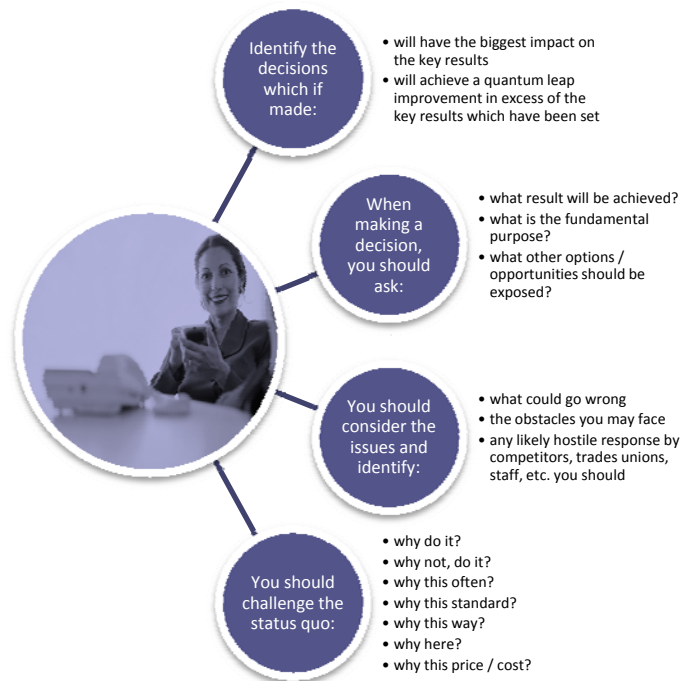 Identify the
decisions
which if
made:
• will have the biggest impact on
the key results
• will achieve a quantum leap
improvement in excess of the
key results which have been set
When
making a
decision,
you should
ask:
• what result will be achieved?
• what is the fundamental
purpose?
• what other options /
opportunities should be
exposed?
You should
consider the
issues and
identify:
• what could go wrong
• the obstacles you may face
• any likely hostile response by
competitors, trades unions,
staff, etc. you should
You should
challenge the
status quo:
• why do it?
• why not, do it?
• why this often?
• why this standard?
• why this way?
• why here?
• why this price / cost?